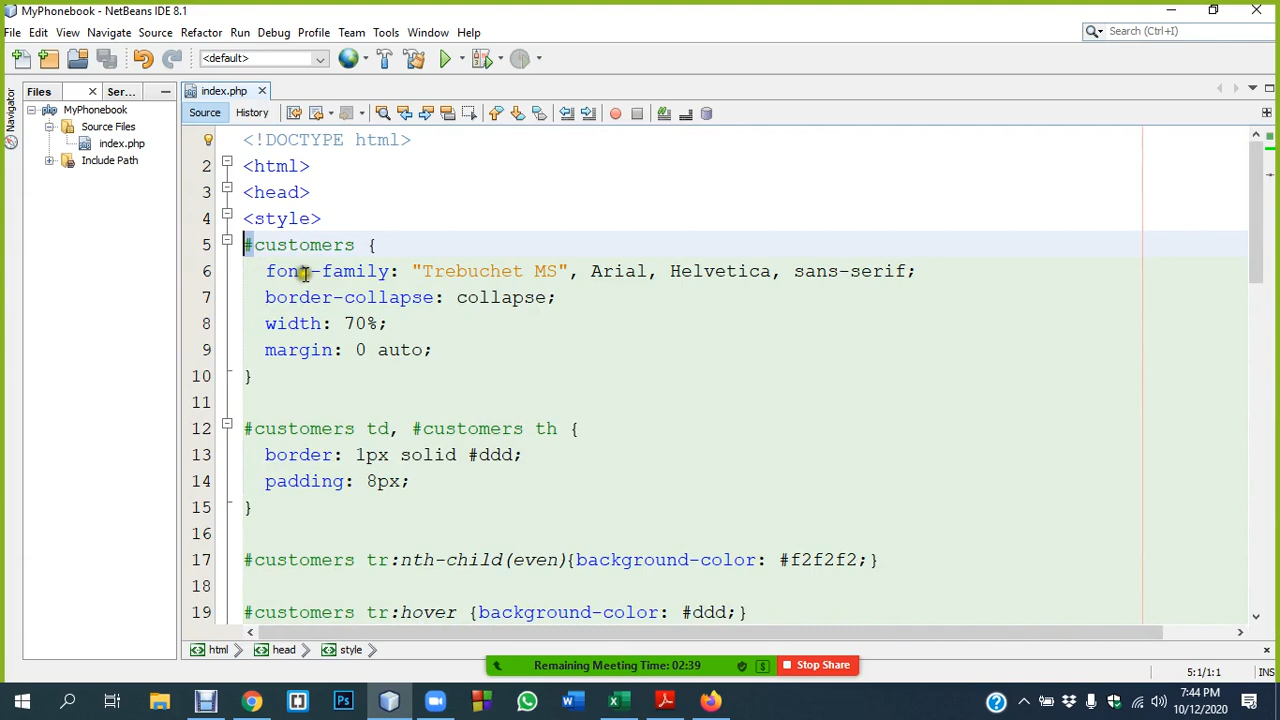 MyPhonebook - NetBeans IDE 8.1
File Edit View Navigate Source Refactor Run Debug Profile Team Tools Window Help
Search (Ctrl+I)
<default>
Files Ser...
index.php
MyPhonebook
Source Files
index.php
Include Path
Navigator
Source History
<!DOCTYPE html>
2 <html>
3 <head>
4 <style>
5 #customers {
6 font-family: "Trebuchet MS", Arial, Helvetica, sans-serif;
7 border-collapse: collapse;
8 width: 70%;
9 margin: 0 auto;
10 }
11
12 #customers td, #customers th {
13 border: 1px solid #ddd;
14 padding: 8px;
15 }
16
17 #customers tr:nth-child(even){background-color: #f2f2f2;}
18
19 #customers tr:hover {background-color: #ddd;}
html head style
Remaining Meeting Time: 02:39
Stop Share
5:1/1:1
INS
7:44 PM
10/12/2020